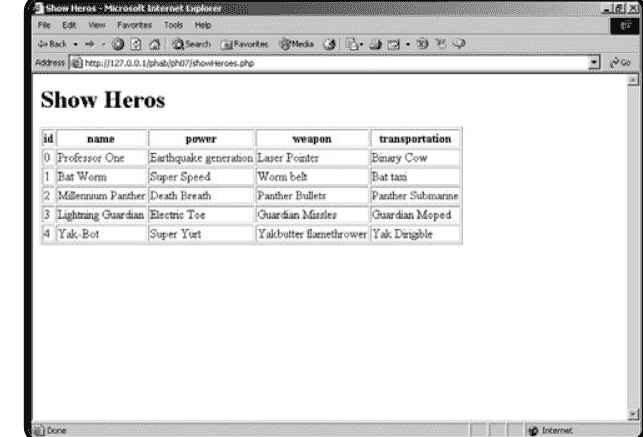 Show Heros - Microsoft Internet Explorer
File Edit View Favorites Tools Help
Back Search Favorites Media
Address http://127.0.0.1/phab/ph07/showHeroes.php Go
Show Heros
id name power weapon transportation
0 Professor One Earthquake generation Laser Pointer Binary Cow
1 Bat Worm Super Speed Worm belt Bat taxi
2 Millennium Panther Death Breath Panther Bullets Panther Submarine
3 Lightning Guardian Electric Toe Guardian Missles Guardian Moped
4 Yak-Bot Super Yurt Yakbutter flamethrower Yak Dirigible
Done Internet